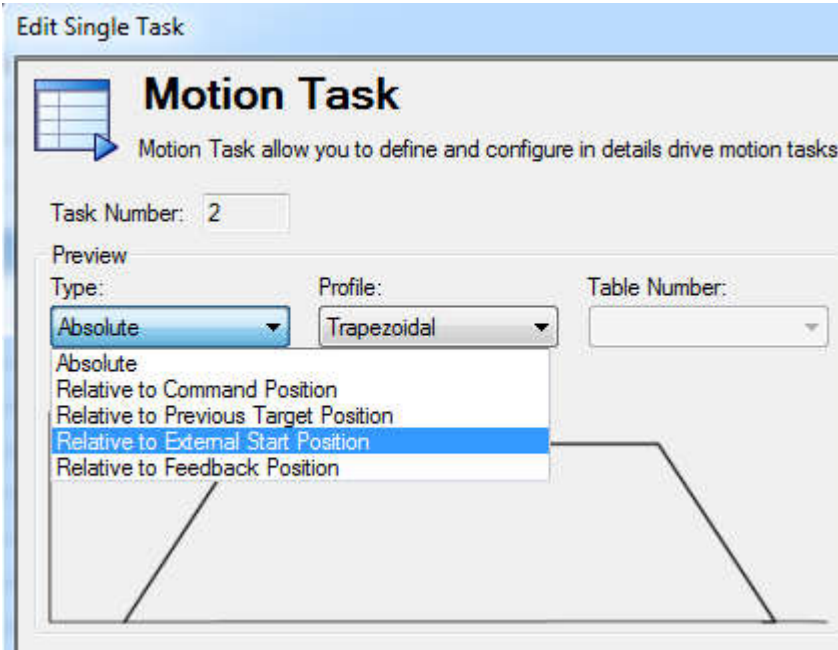 Edit Single Task
Motion Task
Motion Task allow you to define and configure in details drive motion tasks
Task Number: 2
Preview
Type: Profile: Table Number:
Absolute Trapezoidal
Absolute
Relative to Command Position
Relative to Previous Target Position
Relative to External Start Position
Relative to Feedback Position